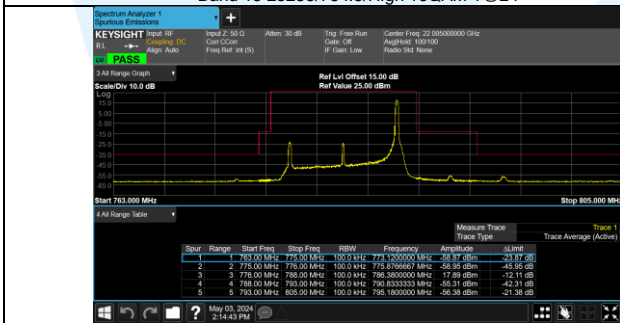 Spectrum Analyzer 1
Spurious Emissions
+
KEYSIGHT Input: RF Input Z: 50 Ω Atten: 30 dB Trig: Free Run Center Freq: 22.005000000 GHz
RL Coupling: DC Corr CCorr Gate: Off Avg|Hold: 100/100
Align: Auto Freq Ref: Int (S) IF Gain: Low Radio Std: None
PASS
3 All Range Graph Ref Lvl Offset 15.00 dB
Scale/Div 10.0 dB Ref Value 25.00 dBm
Log
15.0
5.00
-5.00
-15.0
-25.0
-35.0
-45.0
-55.0
-65.0
Start 763.000 MHz Stop 805.000 MHz
4 All Range Table
Measure Trace Trace 1
Trace Type Trace Average (Active)
Spur Range Start Freq Stop Freq RBW Frequency Amplitude ΔLimit
1 1 763.00 MHz 775.00 MHz 100.0 kHz 773.1200000 MHz -58.87 dBm -23.87 dB
2 2 775.00 MHz 776.00 MHz 100.0 kHz 775.8766667 MHz -58.95 dBm -45.95 dB
3 3 776.00 MHz 788.00 MHz 100.0 kHz 786.3800000 MHz 17.89 dBm -12.11 dB
4 4 788.00 MHz 793.00 MHz 100.0 kHz 790.8333333 MHz -55.31 dBm -42.31 dB
5 5 793.00 MHz 805.00 MHz 100.0 kHz 795.1800000 MHz -56.38 dBm -21.38 dB
?
May 03, 2024
2:14:43 PM